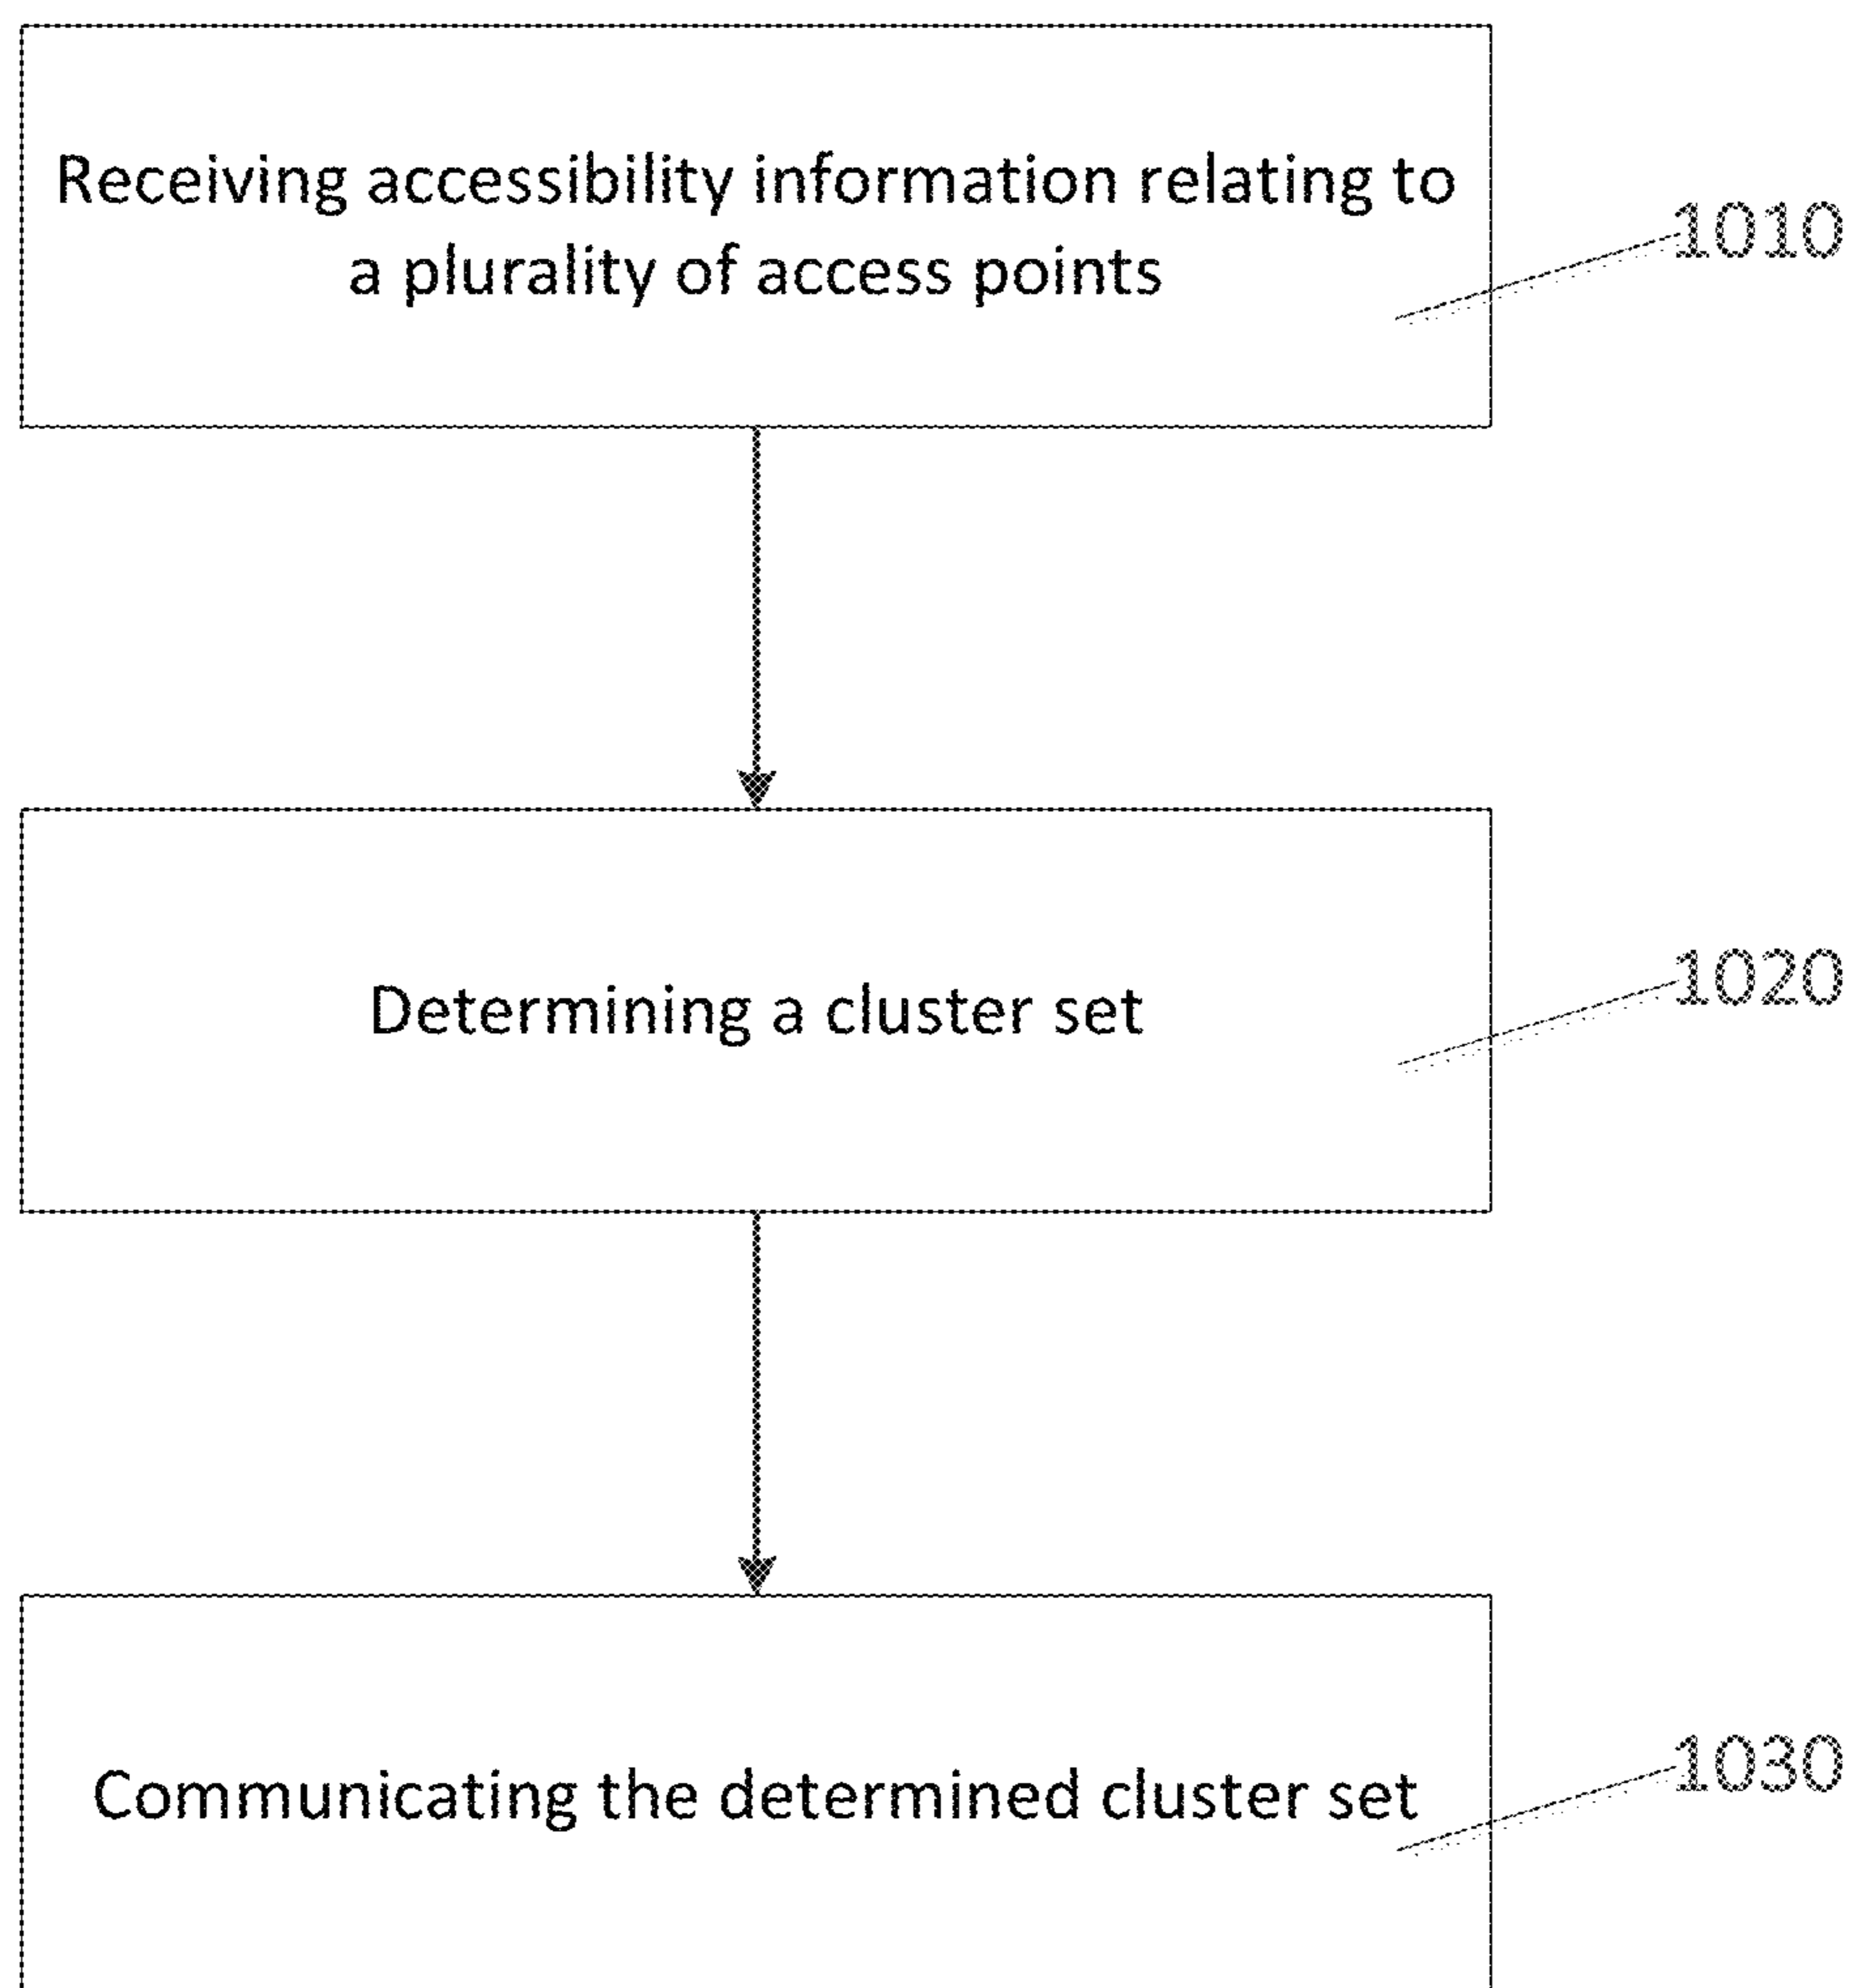 Receiving accessibility information relating to
a plurality of access points
1010
Determining a cluster set
1020
Communicating the determined cluster set
1030